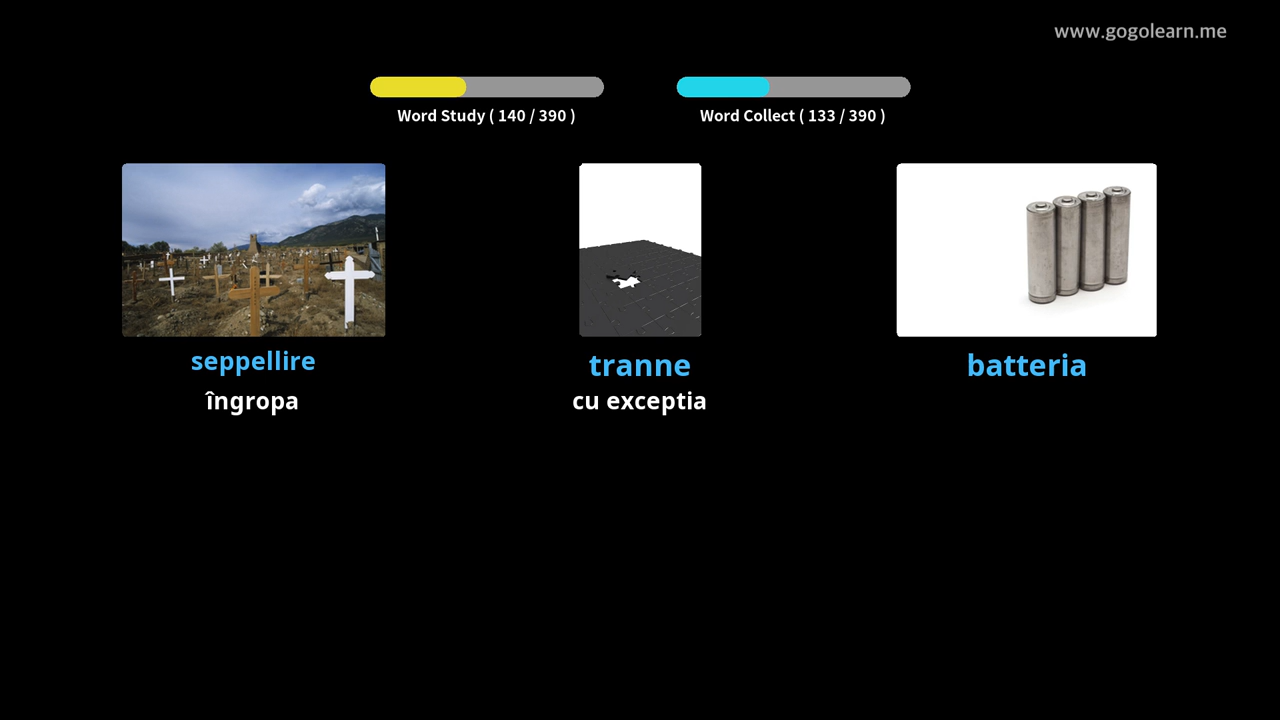 www.gogolearn.me
Word Study ( 140 / 390 )
Word Collect ( 133 / 390 )
seppellire
tranne
batteria
îngropa
cu exceptia